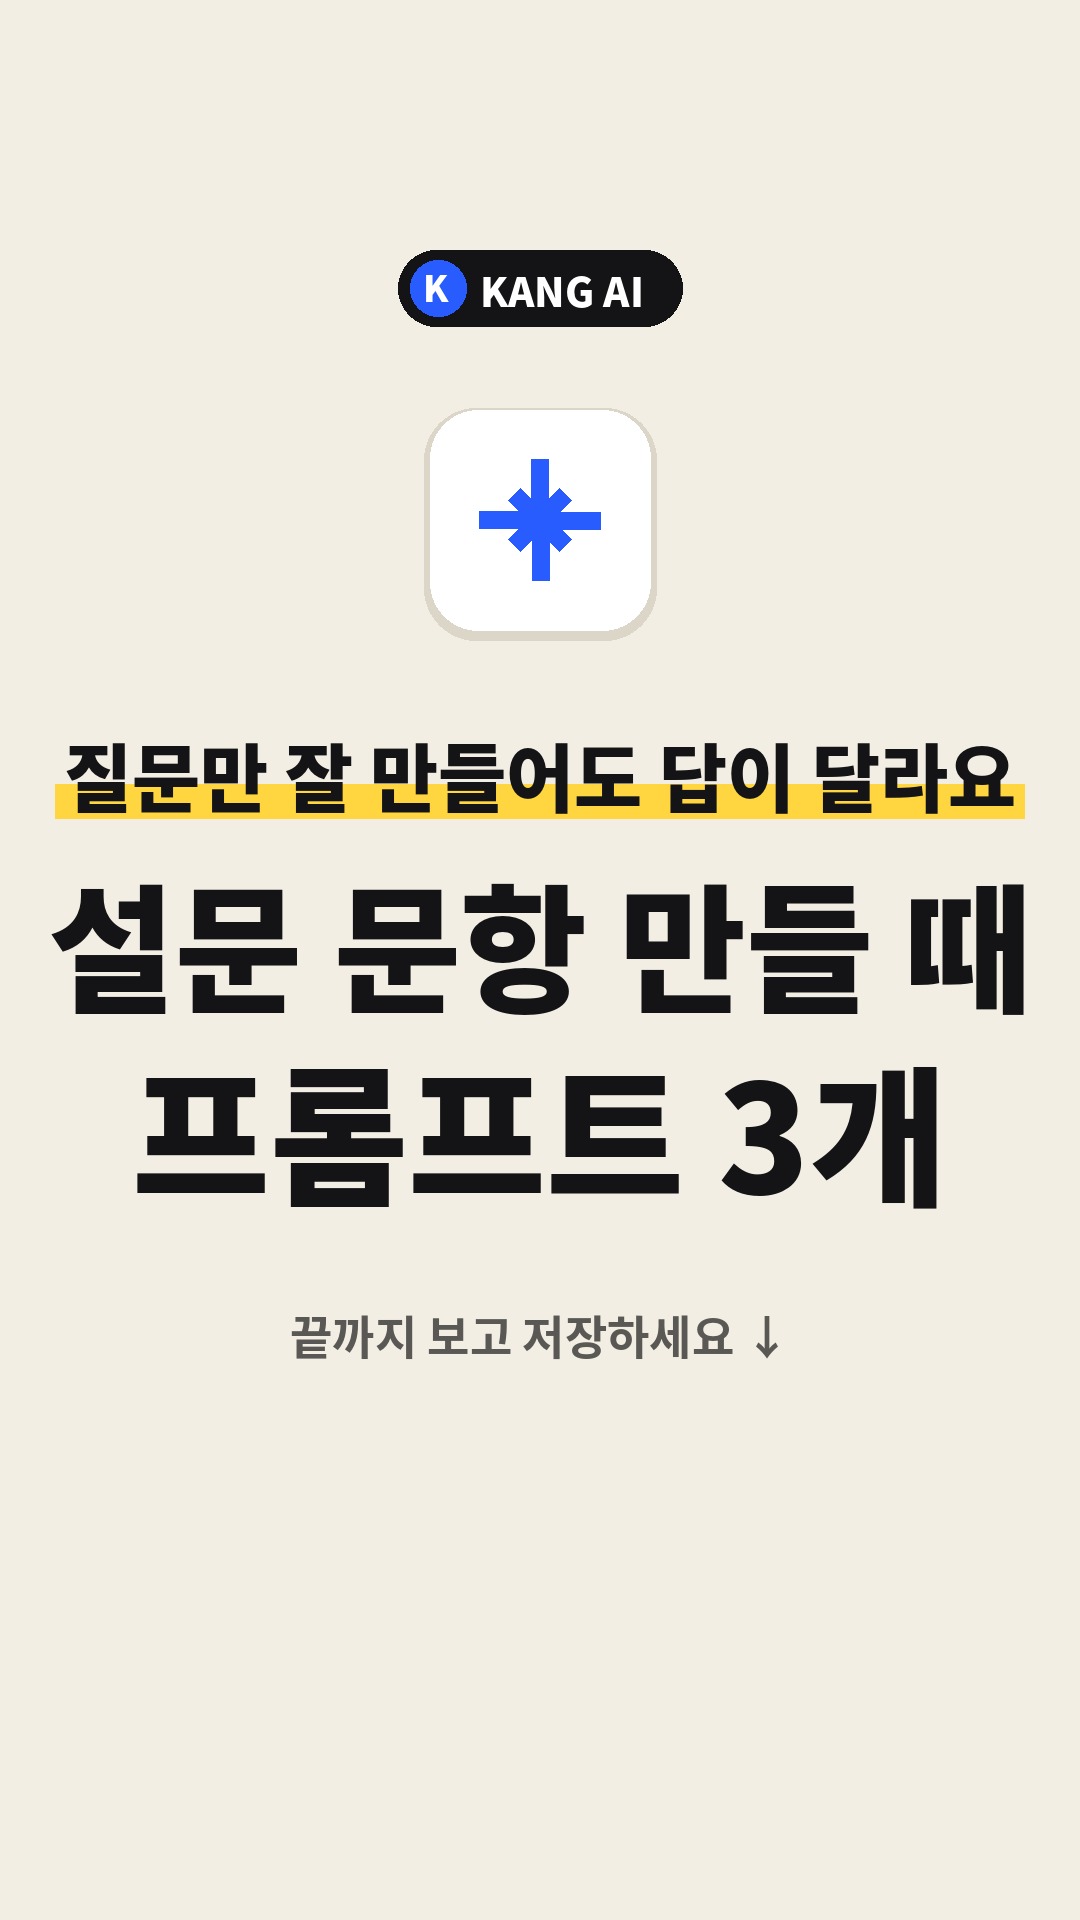 K KANG AI
질문만 잘 만들어도 답이 달라요
설문 문항 만들 때
프롬프트 3개
끝까지 보고 저장하세요 ↓